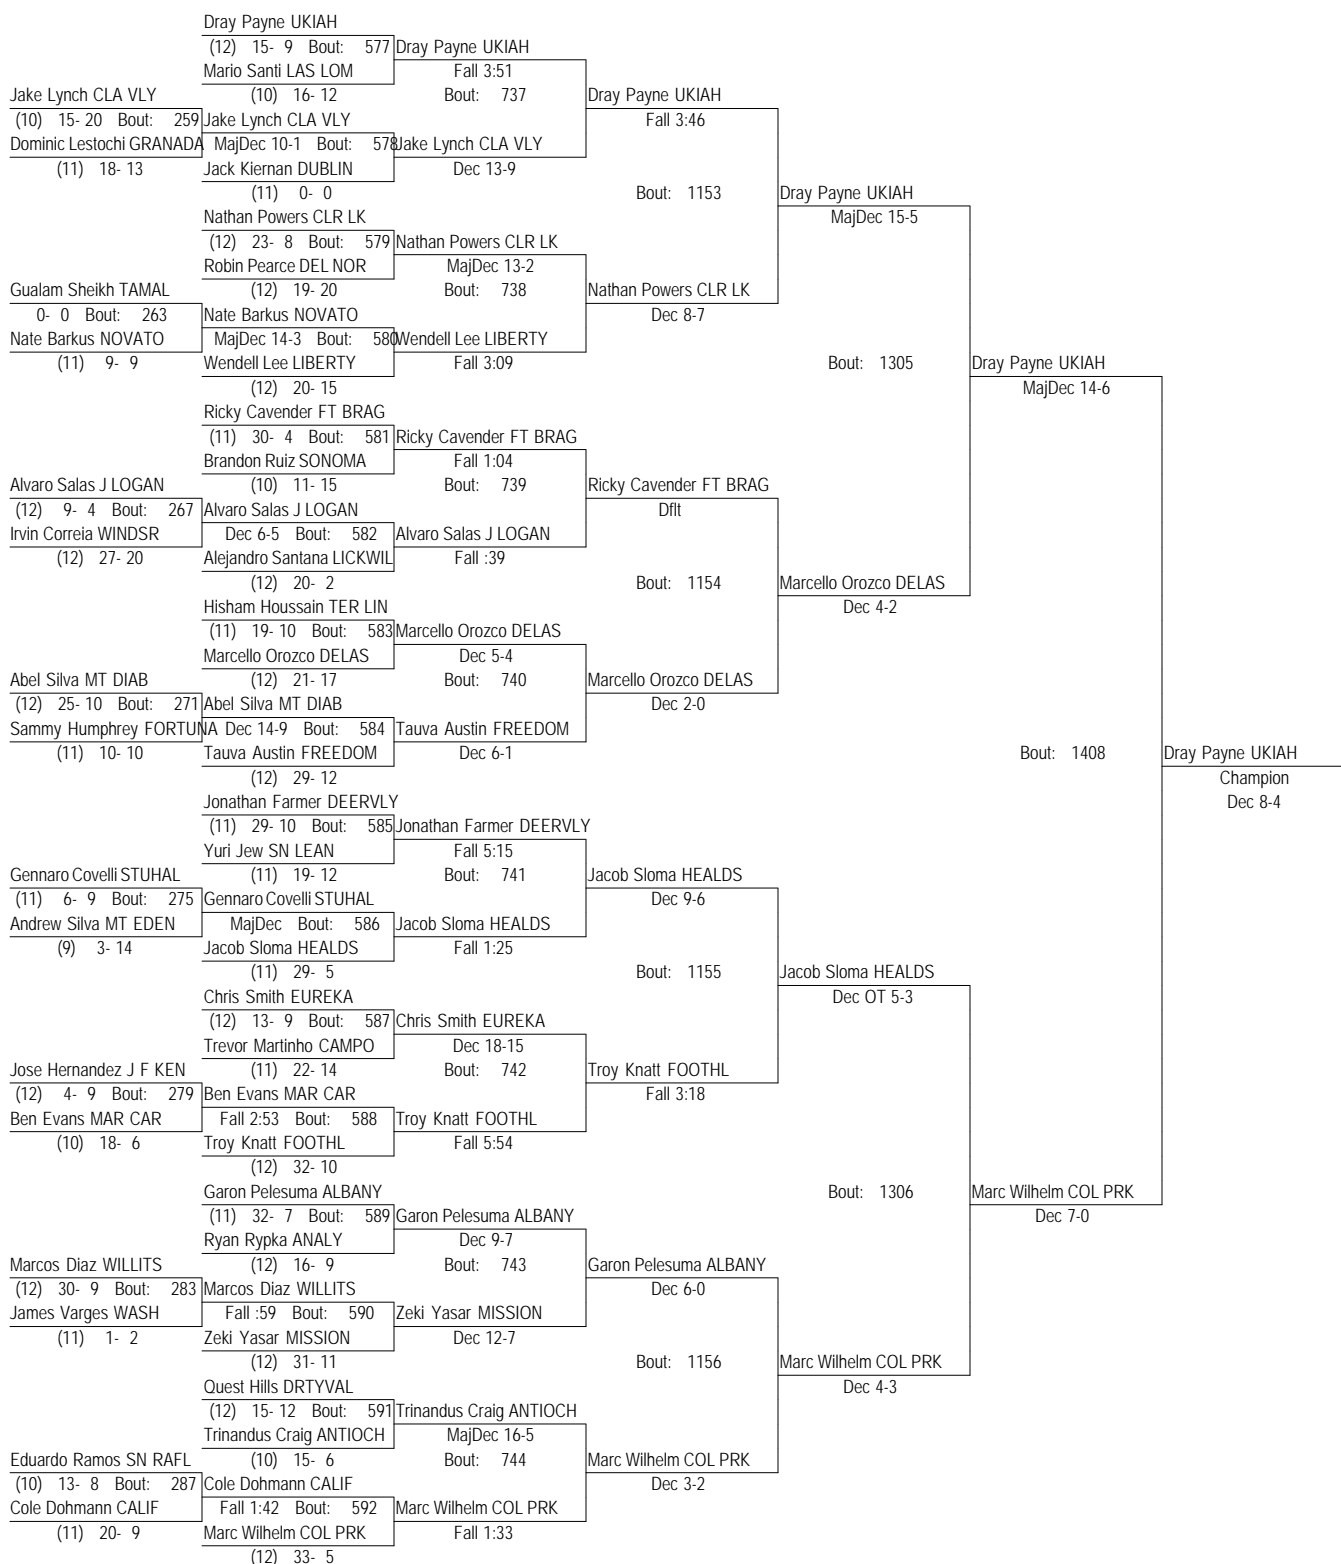 Dray Payne UKIAH
(12) 15- 9 Bout: 577 Dray Payne UKIAH
Mario Santi LAS LOM Fall 3:51
Jake Lynch CLA VLY (10) 16- 12 Bout: 737 Dray Payne UKIAH
(10) 15- 20 Bout: 259 Jake Lynch CLA VLY Fall 3:46
Dominic Lestochi GRANADA MajDec 10-1 Bout: 578 Jake Lynch CLA VLY
(11) 18- 13 Jack Kiernan DUBLIN Dec 13-9
(11) 0- 0 Bout: 1153 Dray Payne UKIAH
Nathan Powers CLR LK MajDec 15-5
(12) 23- 8 Bout: 579 Nathan Powers CLR LK
Robin Pearce DEL NOR MajDec 13-2
Gualam Sheikh TAMAL (12) 19- 20 Bout: 738 Nathan Powers CLR LK
0- 0 Bout: 263 Nate Barkus NOVATO Dec 8-7
Nate Barkus NOVATO MajDec 14-3 Bout: 580 Wendell Lee LIBERTY
(11) 9- 9 Wendell Lee LIBERTY Fall 3:09 Bout: 1305 Dray Payne UKIAH
(12) 20- 15 MajDec 14-6
Ricky Cavender FT BRAG
(11) 30- 4 Bout: 581 Ricky Cavender FT BRAG
Brandon Ruiz SONOMA Fall 1:04
Alvaro Salas J LOGAN (10) 11- 15 Bout: 739 Ricky Cavender FT BRAG
(12) 9- 4 Bout: 267 Alvaro Salas J LOGAN Dflt
Irvin Correia WINDSR Dec 6-5 Bout: 582 Alvaro Salas J LOGAN
(12) 27- 20 Alejandro Santana LICKWIL Fall :39
(12) 20- 2 Bout: 1154 Marcello Orozco DELAS
Hisham Houssain TER LIN Dec 4-2
(11) 19- 10 Bout: 583 Marcello Orozco DELAS
Marcello Orozco DELAS Dec 5-4
Abel Silva MT DIAB (12) 21- 17 Bout: 740 Marcello Orozco DELAS
(12) 25- 10 Bout: 271 Abel Silva MT DIAB Dec 2-0
Sammy Humphrey FORTUNA Dec 14-9 Bout: 584 Tauva Austin FREEDOM
(11) 10- 10 Tauva Austin FREEDOM Dec 6-1 Bout: 1408 Dray Payne UKIAH
(12) 29- 12 Champion
Jonathan Farmer DEERVLY Dec 8-4
(11) 29- 10 Bout: 585 Jonathan Farmer DEERVLY
Yuri Jew SN LEAN Fall 5:15
Gennaro Covelli STUHAL (11) 19- 12 Bout: 741 Jacob Sloma HEALDS
(11) 6- 9 Bout: 275 Gennaro Covelli STUHAL Dec 9-6
Andrew Silva MT EDEN MajDec Bout: 586 Jacob Sloma HEALDS
(9) 3- 14 Jacob Sloma HEALDS Fall 1:25
(11) 29- 5 Bout: 1155 Jacob Sloma HEALDS
Chris Smith EUREKA Dec OT 5-3
(12) 13- 9 Bout: 587 Chris Smith EUREKA
Trevor Martinho CAMPO Dec 18-15
Jose Hernandez J F KEN (11) 22- 14 Bout: 742 Troy Knatt FOOTHL
(12) 4- 9 Bout: 279 Ben Evans MAR CAR Fall 3:18
Ben Evans MAR CAR Fall 2:53 Bout: 588 Troy Knatt FOOTHL
(10) 18- 6 Troy Knatt FOOTHL Fall 5:54
(12) 32- 10
Garon Pelesuma ALBANY Bout: 1306 Marc Wilhelm COL PRK
(11) 32- 7 Bout: 589 Garon Pelesuma ALBANY Dec 7-0
Ryan Rypka ANALY Dec 9-7
Marcos Diaz WILLITS (12) 16- 9 Bout: 743 Garon Pelesuma ALBANY
(12) 30- 9 Bout: 283 Marcos Diaz WILLITS Dec 6-0
James Varges WASH Fall :59 Bout: 590 Zeki Yasar MISSION
(11) 1- 2 Zeki Yasar MISSION Dec 12-7
(12) 31- 11 Bout: 1156 Marc Wilhelm COL PRK
Quest Hills DRTYVAL Dec 4-3
(12) 15- 12 Bout: 591 Trinandus Craig ANTIOCH
Trinandus Craig ANTIOCH MajDec 16-5
Eduardo Ramos SN RAFL (10) 15- 6 Bout: 744 Marc Wilhelm COL PRK
(10) 13- 8 Bout: 287 Cole Dohmann CALIF Dec 3-2
Cole Dohmann CALIF Fall 1:42 Bout: 592 Marc Wilhelm COL PRK
(11) 20- 9 Marc Wilhelm COL PRK Fall 1:33
(12) 33- 5